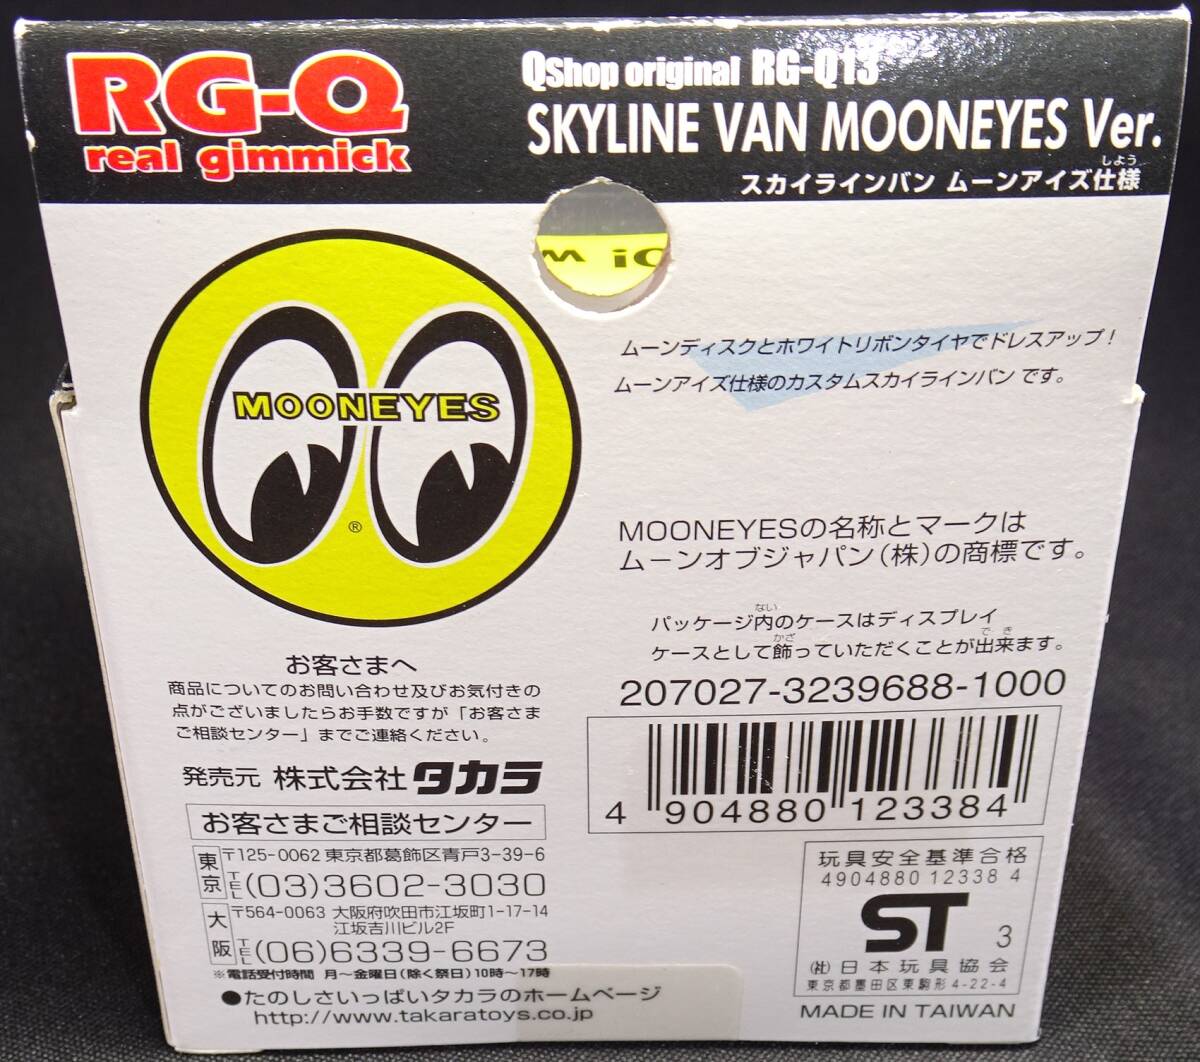 RG-Q
real gimmick
QShop original RG-Q13
SKYLINE VAN MOONEYES Ver.
しよう
スカイラインバン ムーンアイズ仕様
MOONEYES
®
ムーンディスクとホワイトリボンタイヤでドレスアップ!
ムーンアイズ仕様のカスタムスカイラインバンです。
MOONEYESの名称とマークは
ムーンオブジャパン(株)の商標です。
ない
パッケージ内のケースはディスプレイ
かざ でき
ケースとして飾っていただくことが出来ます。
お客さまへ
商品についてのお問い合わせ及びお気付きの
点がございましたらお手数ですが「お客さま
ご相談センター」までご連絡ください。
発売元 株式会社 タカラ
お客さまご相談センター
東京 〒125-0062 東京都葛飾区青戸3-39-6
TEL (03)3602-3030
大阪 〒564-0063 大阪府吹田市江坂町1-17-14
江坂吉川ビル2F
TEL (06)6339-6673
※電話受付時間 月〜金曜日(除く祭日)10時〜17時
●たのしさいっぱいタカラのホームページ
http://www.takaratoys.co.jp
207027-3239688-1000
4 904880 123384
玩具安全基準合格
4904880 12338 4
ST 3
(社)日本玩具協会
東京都墨田区東駒形4-22-4
MADE IN TAIWAN